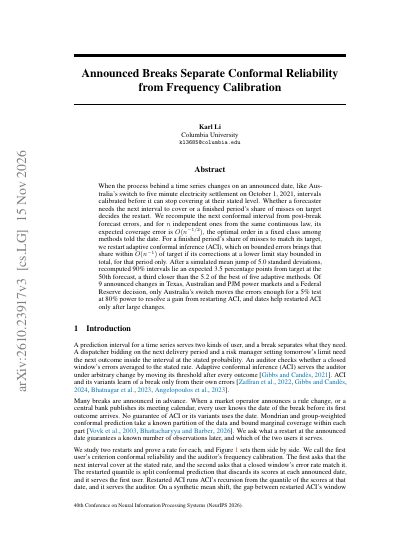 Announced Breaks Separate Conformal Reliability
from Frequency Calibration
Karl Li
Columbia University
kl3685@columbia.edu
Abstract
When the process behind a time series changes on an announced date, like Aus-
tralia's switch to five minute electricity settlement on October 1, 2021, intervals
calibrated before it can stop covering at their stated level. Whether a forecaster
needs the next interval to cover or a finished period's share of misses on target
decides the restart. We recompute the next conformal interval from post-break
forecast errors, and for n independent ones from the same continuous law, its
expected coverage error is O(n⁻¹/²), the optimal order in a fixed class among
methods told the date. For a finished period's share of misses to match its target,
we restart adaptive conformal inference (ACI), which on bounded errors brings that
share within O(n⁻¹) of target if its corrections at a lower limit stay bounded in
total, for that period only. After a simulated mean jump of 5.0 standard deviations,
recomputed 90% intervals lie an expected 3.5 percentage points from target at the
50th forecast, a third closer than the 5.2 of the best of five adaptive methods. Of
9 announced changes in Texas, Australian and PJM power markets and a Federal
Reserve decision, only Australia's switch moves the errors enough for a 5% test
at 80% power to resolve a gain from restarting ACI, and dates help restarted ACI
only after large changes.
1 Introduction
A prediction interval for a time series serves two kinds of user, and a break separates what they need.
A dispatcher bidding on the next delivery period and a risk manager setting tomorrow's limit need
the next outcome inside the interval at the stated probability. An auditor checks whether a closed
window's errors averaged to the stated rate. Adaptive conformal inference (ACI) serves the auditor
under arbitrary change by moving its threshold after every outcome [Gibbs and Candès, 2021]. ACI
and its variants learn of a break only from their own errors [Zaffran et al., 2022, Gibbs and Candès,
2024, Bhatnagar et al., 2023, Angelopoulos et al., 2023].
Many breaks are announced in advance. When a market operator announces a rule change, or a
central bank publishes its meeting calendar, every user knows the date of the break before its first
outcome arrives. No guarantee of ACI or its variants uses the date. Mondrian and group-weighted
conformal prediction take a known partition of the data and bound marginal coverage within each
part [Vovk et al., 2003, Bhattacharyya and Barber, 2026]. We ask what a restart at the announced
date guarantees a known number of observations later, and which of the two users it serves.
We study two restarts and prove a rate for each, and Figure 1 sets them side by side. We call the first
user's criterion conformal reliability and the auditor's frequency calibration. The first asks that the
next interval cover at its stated level, and the second asks that a closed window's error rate match it.
The restarted quantile is split conformal prediction that discards its scores at each announced date,
and it serves the first user. Restarted ACI runs ACI's recursion from the quantile of the scores at
that date, and it serves the auditor. On a synthetic mean shift, the gap between restarted ACI's window
40th Conference on Neural Information Processing Systems (NeurIPS 2026)
arXiv:2610.23917v3 [cs.LG] 15 Nov 2026